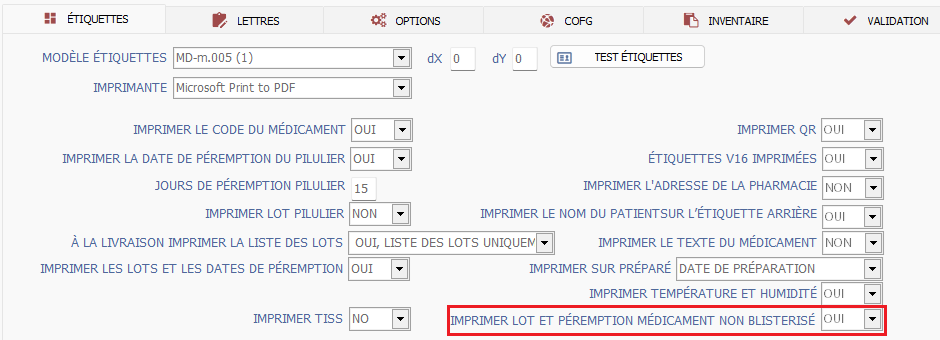 ÉTIQUETTES LETTRES OPTIONS COFG INVENTAIRE VALIDATION
MODÈLE ÉTIQUETTES MD-m.005 (1) dX 0 dY 0 TEST ÉTIQUETTES
IMPRIMANTE Microsoft Print to PDF
IMPRIMER LE CODE DU MÉDICAMENT OUI IMPRIMER QR OUI
IMPRIMER LA DATE DE PÉREMPTION DU PILULIER OUI ÉTIQUETTES V16 IMPRIMÉES OUI
JOURS DE PÉREMPTION PILULIER 15 IMPRIMER L'ADRESSE DE LA PHARMACIE NON
IMPRIMER LOT PILULIER NON IMPRIMER LE NOM DU PATIENTSUR L’ÉTIQUETTE ARRIÈRE OUI
À LA LIVRAISON IMPRIMER LA LISTE DES LOTS OUI, LISTE DES LOTS UNIQUEM IMPRIMER LE TEXTE DU MÉDICAMENT NON
IMPRIMER LES LOTS ET LES DATES DE PÉREMPTION OUI IMPRIMER SUR PRÉPARÉ DATE DE PRÉPARATION
IMPRIMER TEMPÉRATURE ET HUMIDITÉ OUI
IMPRIMER TISS NO IMPRIMER LOT ET PÉREMPTION MÉDICAMENT NON BLISTERISÉ OUI